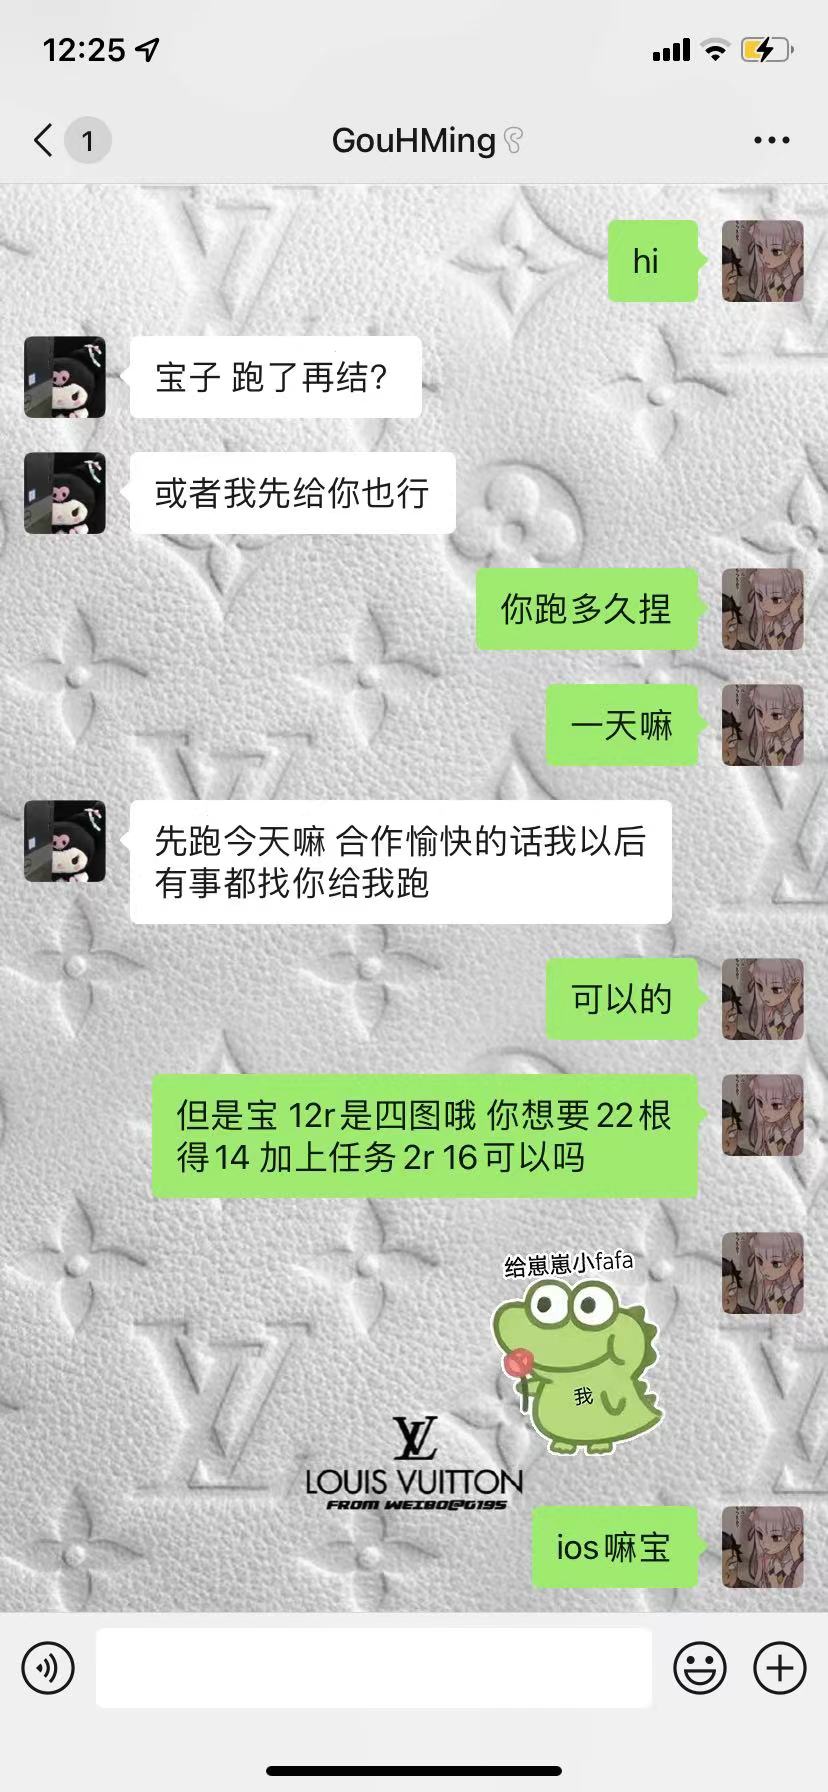 12:25
1
GouHMing
hi
宝子 跑了再结?
或者我先给你也行
你跑多久捏
一天嘛
先跑今天嘛 合作愉快的话我以后
有事都找你给我跑
可以的
但是宝 12r是四图哦 你想要22根
得14 加上任务2r 16可以吗
给崽崽小fafa
我
LV
LOUIS VUITTON
FROM WEIBO@G195
ios嘛宝